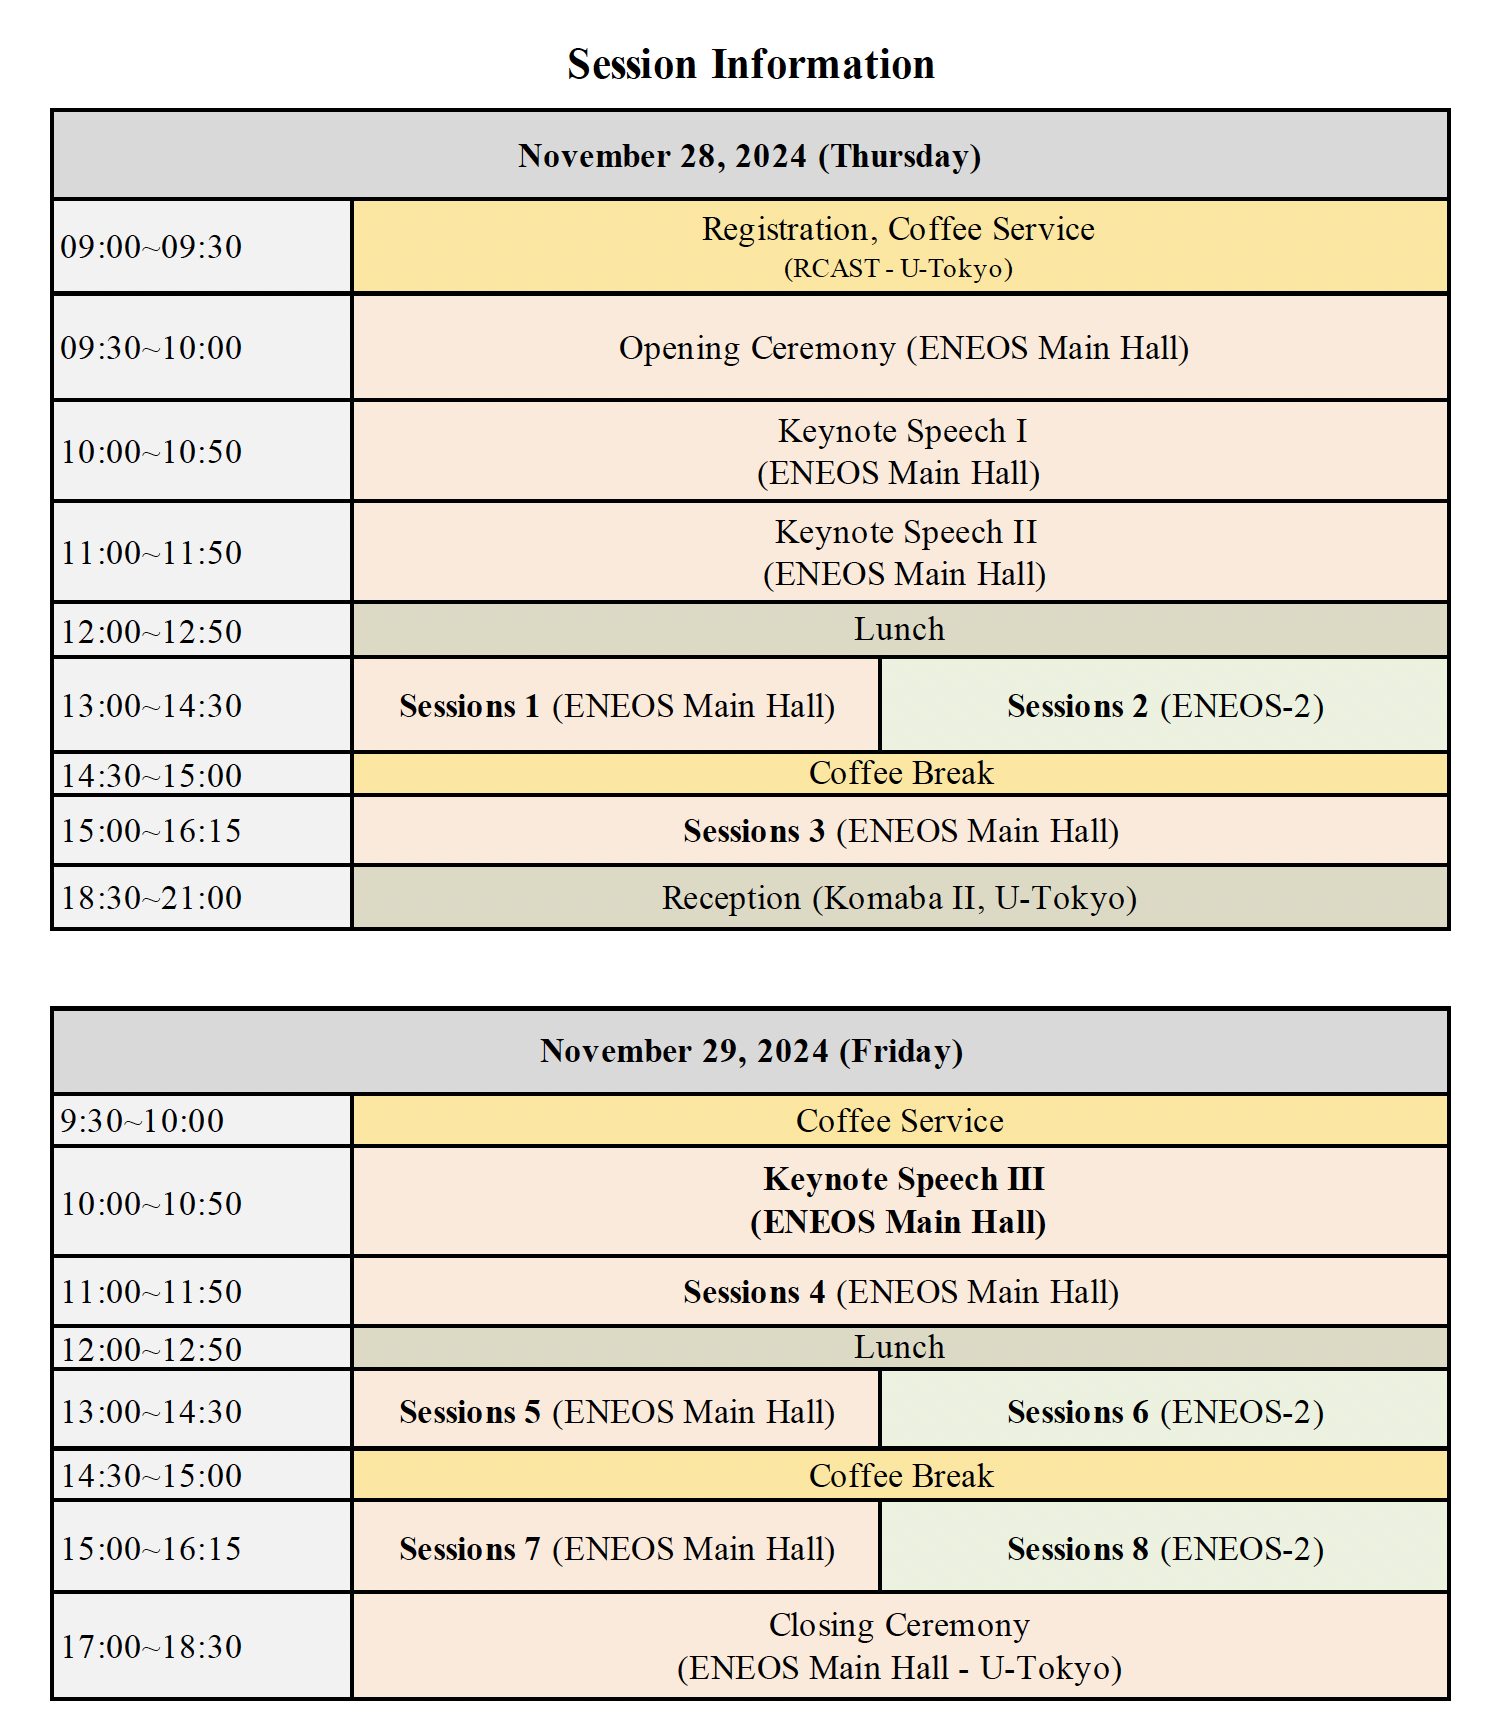 Session Information
November 28, 2024 (Thursday)
09:00~09:30
Registration, Coffee Service
(RCAST - U-Tokyo)
09:30~10:00
Opening Ceremony (ENEOS Main Hall)
10:00~10:50
Keynote Speech I
(ENEOS Main Hall)
11:00~11:50
Keynote Speech II
(ENEOS Main Hall)
12:00~12:50
Lunch
13:00~14:30
Sessions 1 (ENEOS Main Hall)
Sessions 2 (ENEOS-2)
14:30~15:00
Coffee Break
15:00~16:15
Sessions 3 (ENEOS Main Hall)
18:30~21:00
Reception (Komaba II, U-Tokyo)
November 29, 2024 (Friday)
9:30~10:00
Coffee Service
10:00~10:50
Keynote Speech III
(ENEOS Main Hall)
11:00~11:50
Sessions 4 (ENEOS Main Hall)
12:00~12:50
Lunch
13:00~14:30
Sessions 5 (ENEOS Main Hall)
Sessions 6 (ENEOS-2)
14:30~15:00
Coffee Break
15:00~16:15
Sessions 7 (ENEOS Main Hall)
Sessions 8 (ENEOS-2)
17:00~18:30
Closing Ceremony
(ENEOS Main Hall - U-Tokyo)